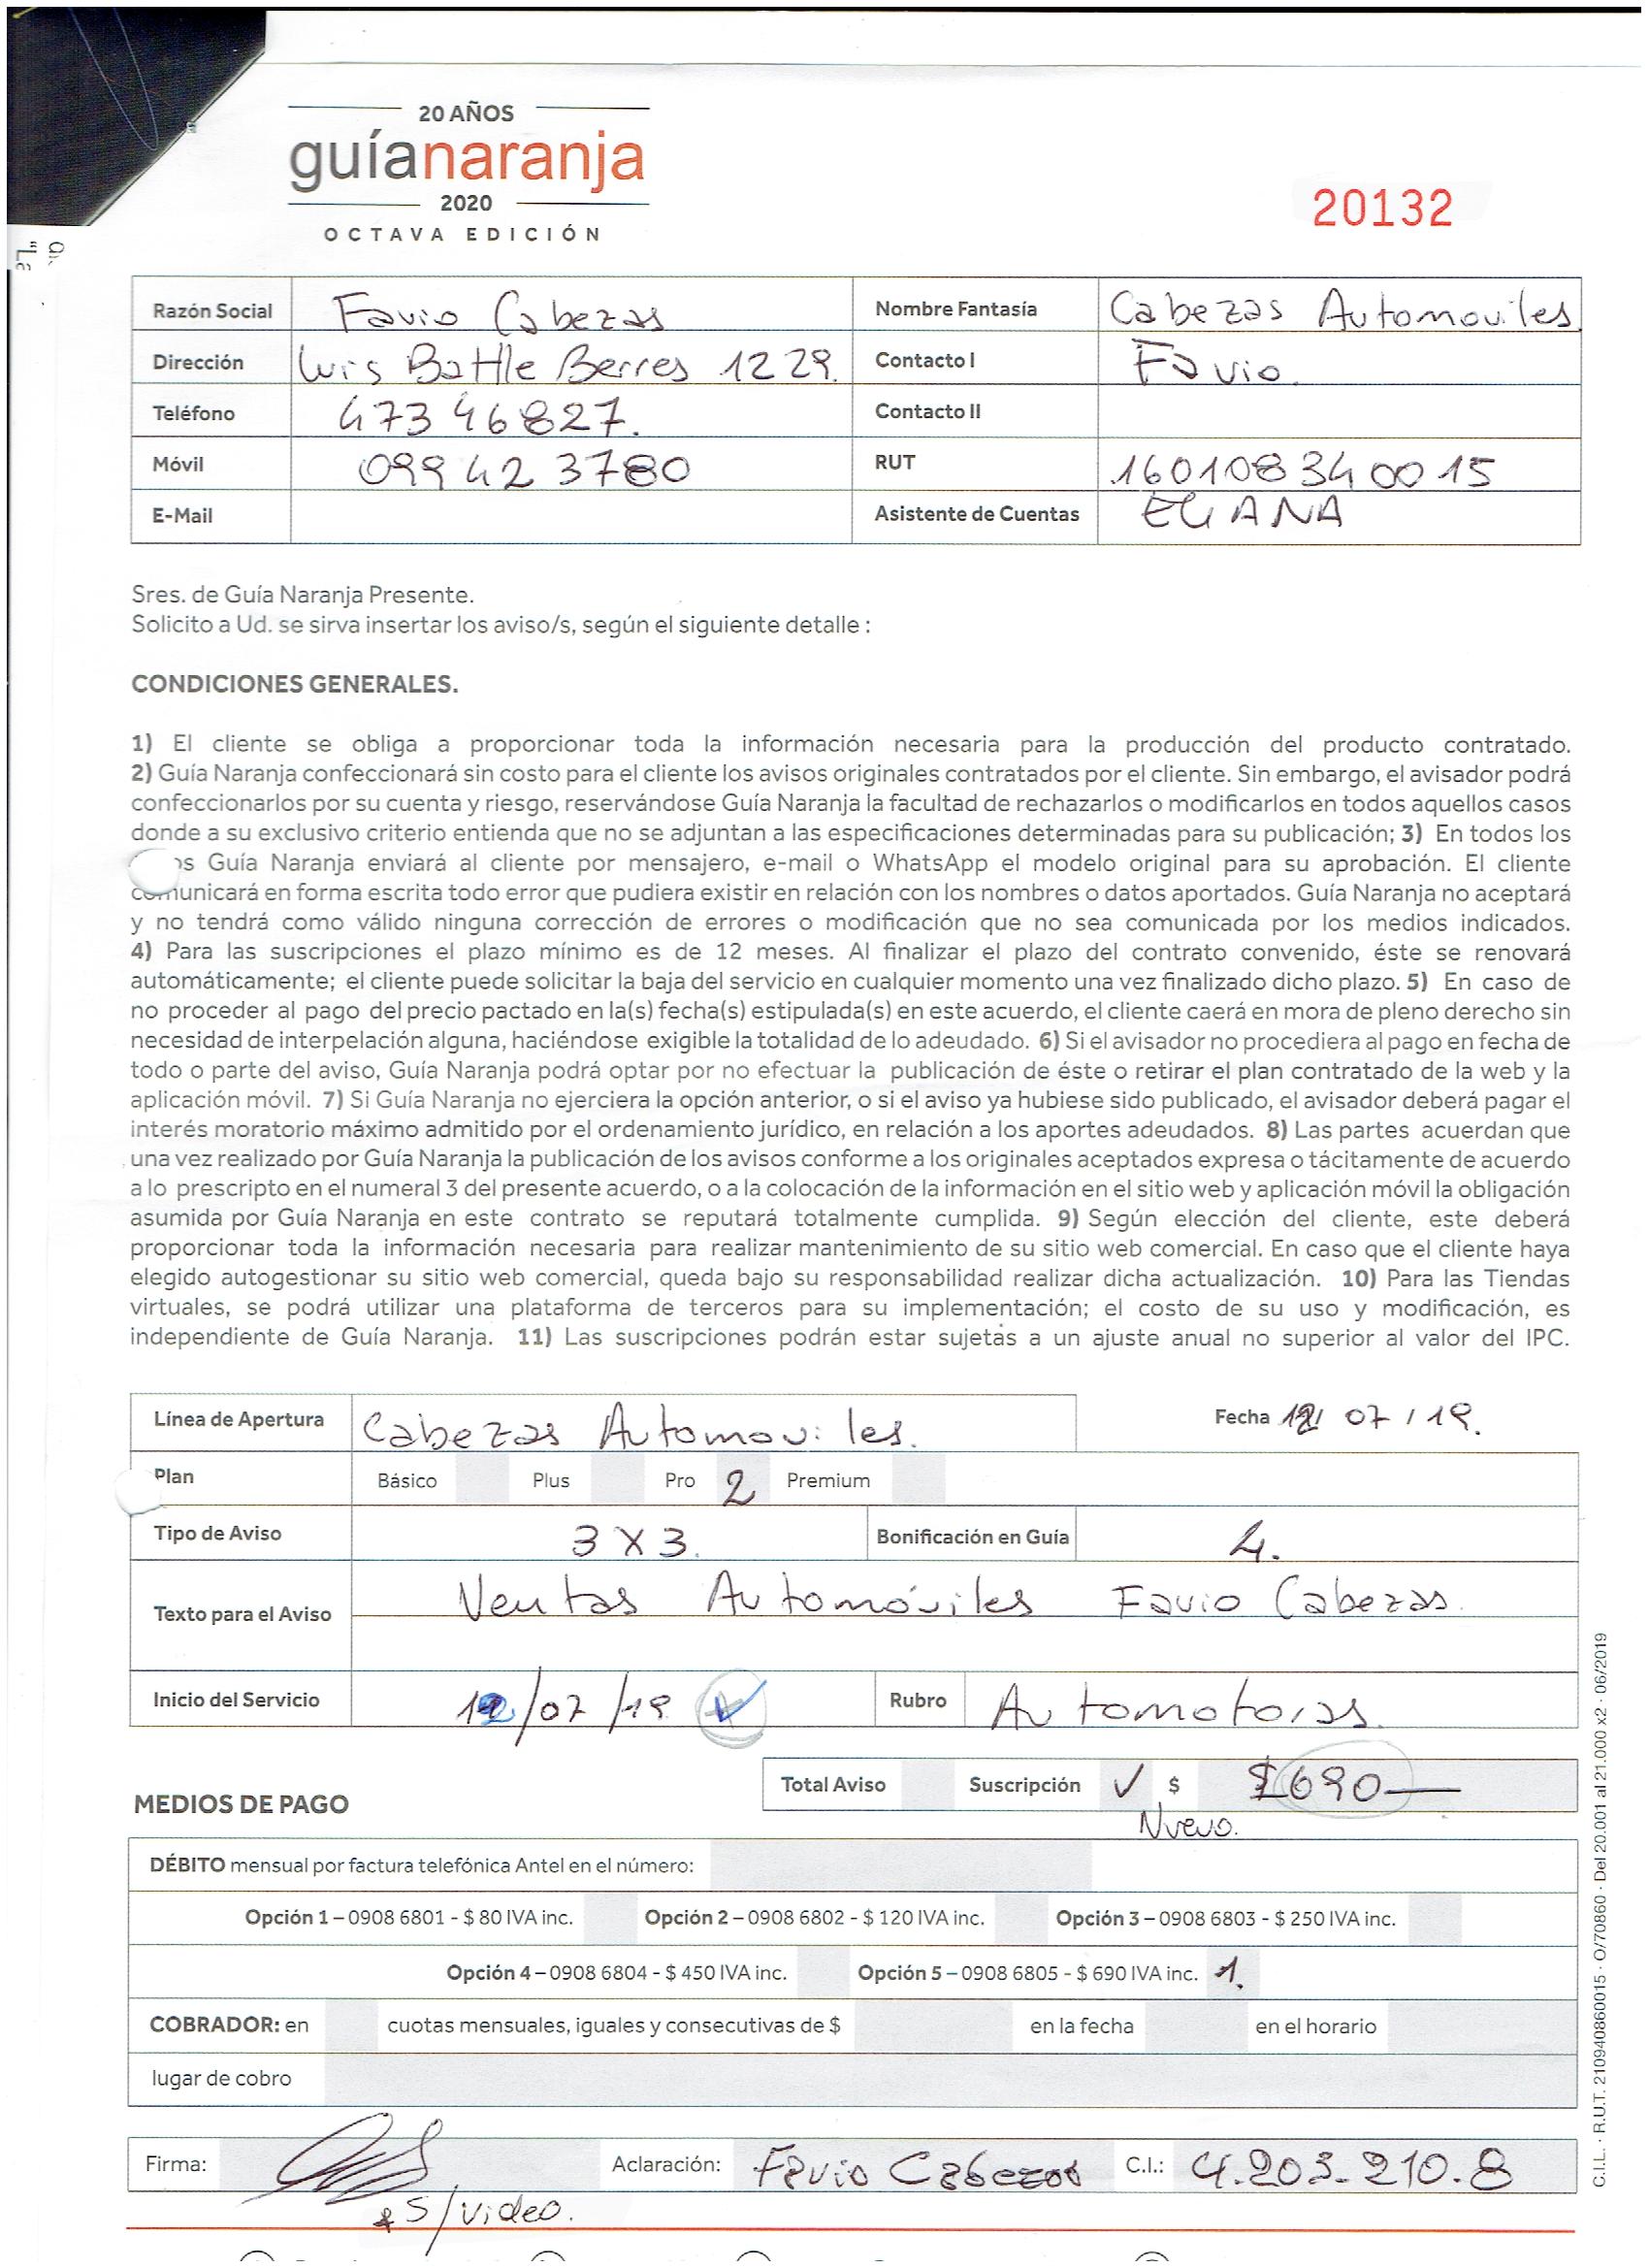 20 AÑOS
guíanaranja
2020
OCTAVA EDICIÓN
20132
Razón Social Favio Cabezas Nombre Fantasía Cabezas Automoviles.
Dirección Luis Batlle Berres 1229. Contacto I Favio.
Teléfono 473 46827. Contacto II
Móvil 099 42 3780 RUT 160108340015
E-Mail Asistente de Cuentas ELIANA
Sres. de Guía Naranja Presente.
Solicito a Ud. se sirva insertar los aviso/s, según el siguiente detalle :
CONDICIONES GENERALES.
1) El cliente se obliga a proporcionar toda la información necesaria para la producción del producto contratado.
2) Guía Naranja confeccionará sin costo para el cliente los avisos originales contratados por el cliente. Sin embargo, el avisador podrá
confeccionarlos por su cuenta y riesgo, reservándose Guía Naranja la facultad de rechazarlos o modificarlos en todos aquellos casos
donde a su exclusivo criterio entienda que no se adjuntan a las especificaciones determinadas para su publicación; 3) En todos los
Guía Naranja enviará al cliente por mensajero, e-mail o WhatsApp el modelo original para su aprobación. El cliente
comunicará en forma escrita todo error que pudiera existir en relación con los nombres o datos aportados. Guía Naranja no aceptará
y no tendrá como válido ninguna corrección de errores o modificación que no sea comunicada por los medios indicados.
4) Para las suscripciones el plazo mínimo es de 12 meses. Al finalizar el plazo del contrato convenido, éste se renovará
automáticamente; el cliente puede solicitar la baja del servicio en cualquier momento una vez finalizado dicho plazo. 5) En caso de
no proceder al pago del precio pactado en la(s) fecha(s) estipulada(s) en este acuerdo, el cliente caerá en mora de pleno derecho sin
necesidad de interpelación alguna, haciéndose exigible la totalidad de lo adeudado. 6) Si el avisador no procediera al pago en fecha de
todo o parte del aviso, Guía Naranja podrá optar por no efectuar la publicación de éste o retirar el plan contratado de la web y la
aplicación móvil. 7) Si Guía Naranja no ejerciera la opción anterior, o si el aviso ya hubiese sido publicado, el avisador deberá pagar el
interés moratorio máximo admitido por el ordenamiento jurídico, en relación a los aportes adeudados. 8) Las partes acuerdan que
una vez realizado por Guía Naranja la publicación de los avisos conforme a los originales aceptados expresa o tácitamente de acuerdo
a lo prescripto en el numeral 3 del presente acuerdo, o a la colocación de la información en el sitio web y aplicación móvil la obligación
asumida por Guía Naranja en este contrato se reputará totalmente cumplida. 9) Según elección del cliente, este deberá
proporcionar toda la información necesaria para realizar mantenimiento de su sitio web comercial. En caso que el cliente haya
elegido autogestionar su sitio web comercial, queda bajo su responsabilidad realizar dicha actualización. 10) Para las Tiendas
virtuales, se podrá utilizar una plataforma de terceros para su implementación; el costo de su uso y modificación, es
independiente de Guía Naranja. 11) Las suscripciones podrán estar sujetas a un ajuste anual no superior al valor del IPC.
Línea de Apertura Cabezas Automoviles. Fecha 12/ 07 / 19.
Plan Básico Plus Pro 2 Premium
Tipo de Aviso 3 X 3. Bonificación en Guía 4.
Texto para el Aviso Ventas Automóviles Favio Cabezas.
Inicio del Servicio 12/07/19 Rubro Automotoras.
Total Aviso Suscripción ✓ $ $690—
Nuevo.
MEDIOS DE PAGO
DÉBITO mensual por factura telefónica Antel en el número:
Opción 1 – 0908 6801 - $ 80 IVA inc. Opción 2 – 0908 6802 - $ 120 IVA inc. Opción 3 – 0908 6803 - $ 250 IVA inc.
Opción 4 – 0908 6804 - $ 450 IVA inc. Opción 5 – 0908 6805 - $ 690 IVA inc. 1.
COBRADOR: en cuotas mensuales, iguales y consecutivas de $ en la fecha en el horario
lugar de cobro
Firma: Aclaración: Favio Cabezas C.I.: 4.203.210.8
S/video.
C.I.L. · R.U.T. 210940860015 · O/70860 · Del 20.001 al 21.000 x2 · 06/2019